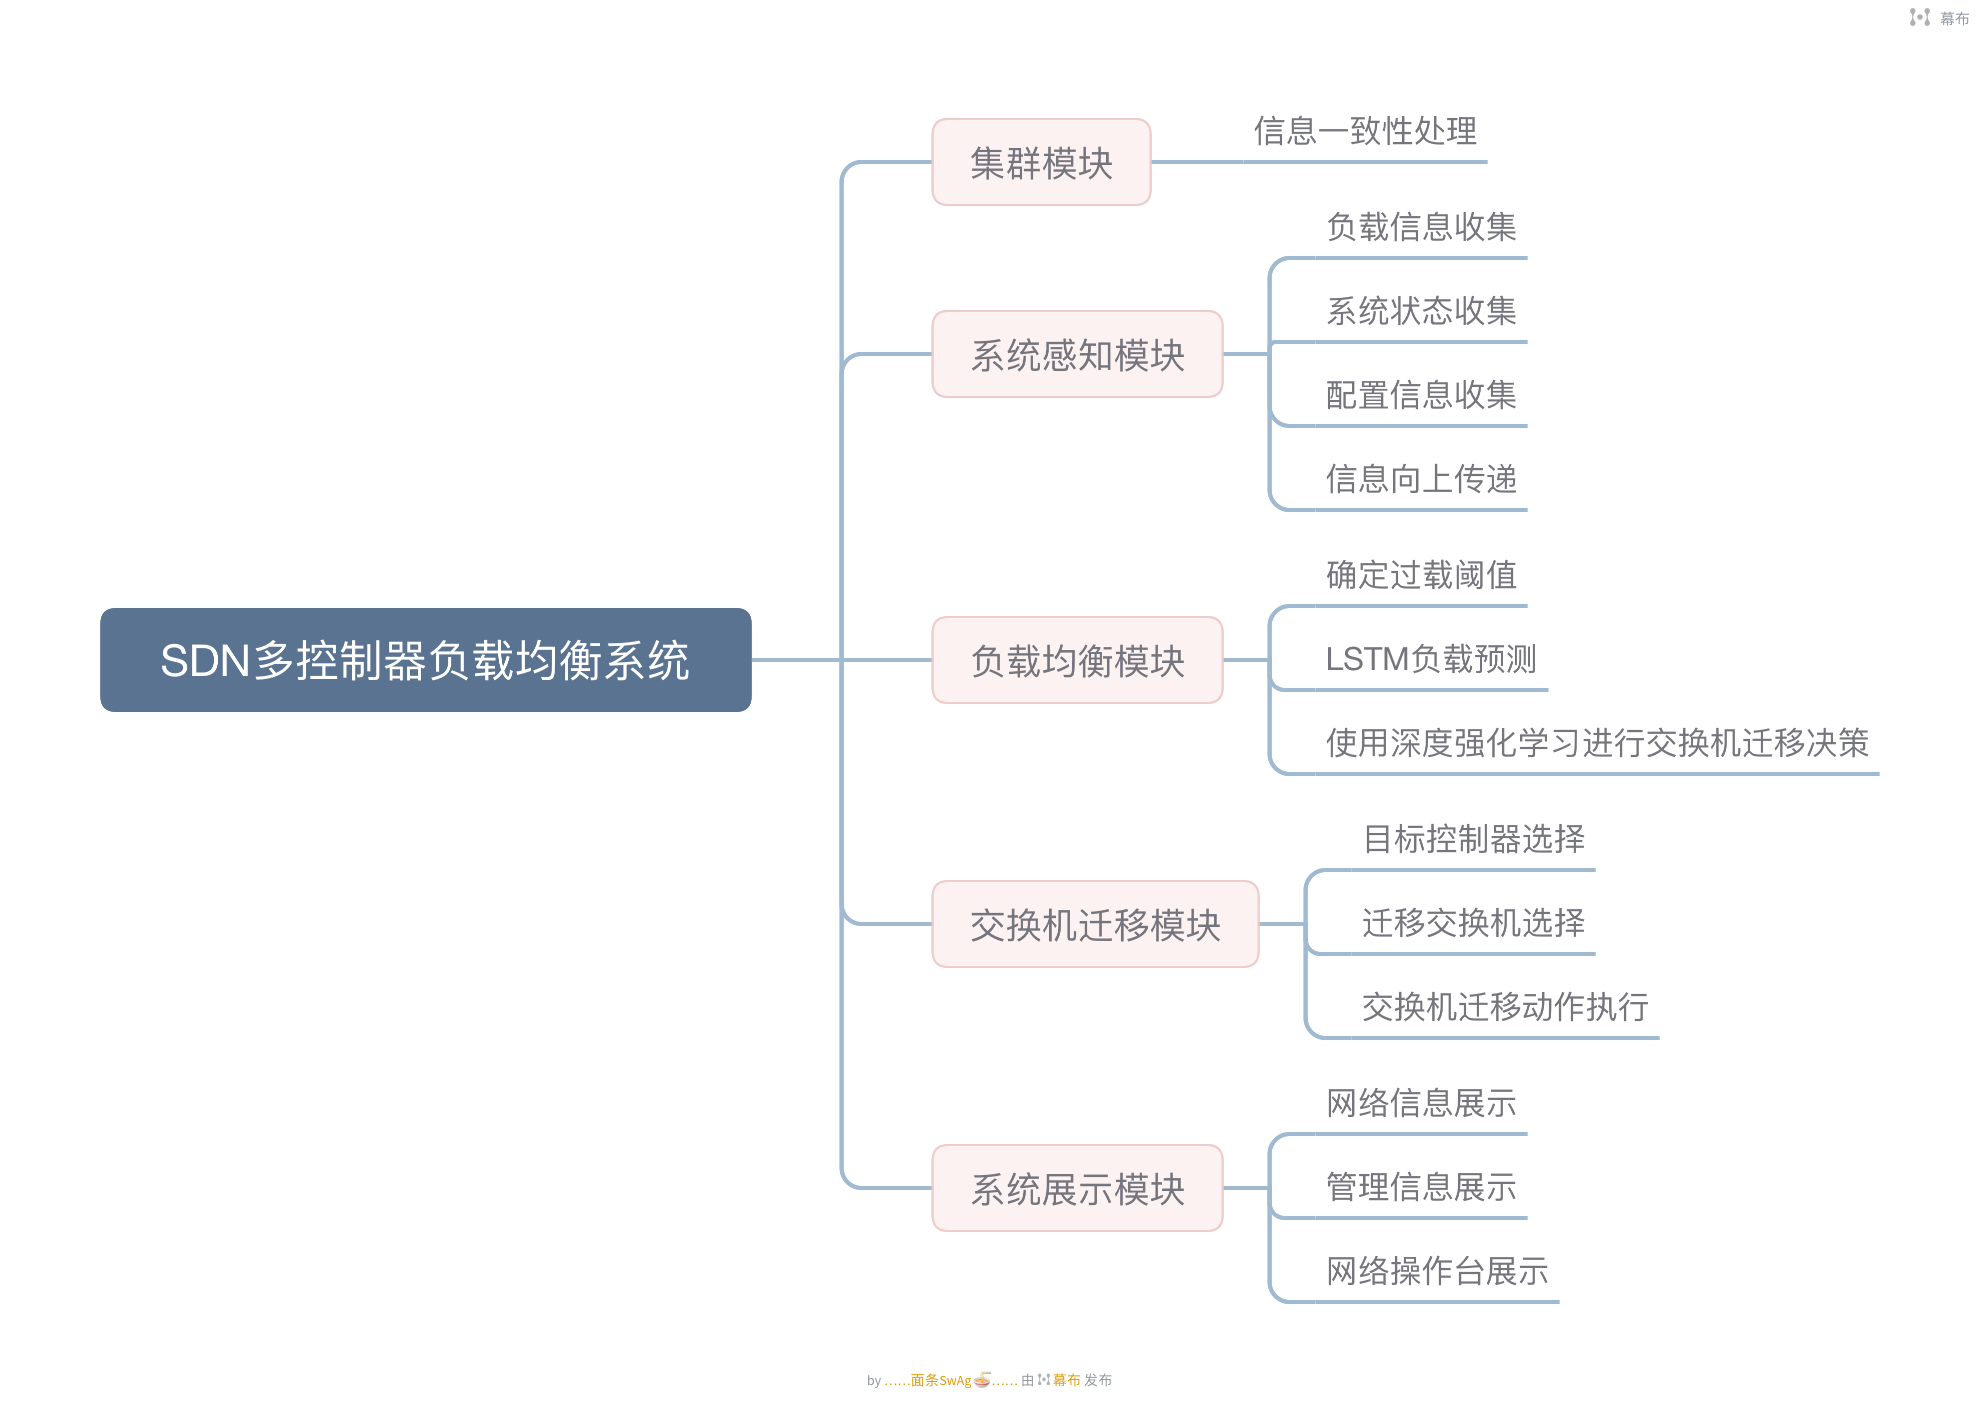 幕布
SDN多控制器负载均衡系统
集群模块
信息一致性处理
系统感知模块
负载信息收集
系统状态收集
配置信息收集
信息向上传递
负载均衡模块
确定过载阈值
LSTM负载预测
使用深度强化学习进行交换机迁移决策
交换机迁移模块
目标控制器选择
迁移交换机选择
交换机迁移动作执行
系统展示模块
网络信息展示
管理信息展示
网络操作台展示
by ……面条SwAg🍜…… 由 幕布 发布